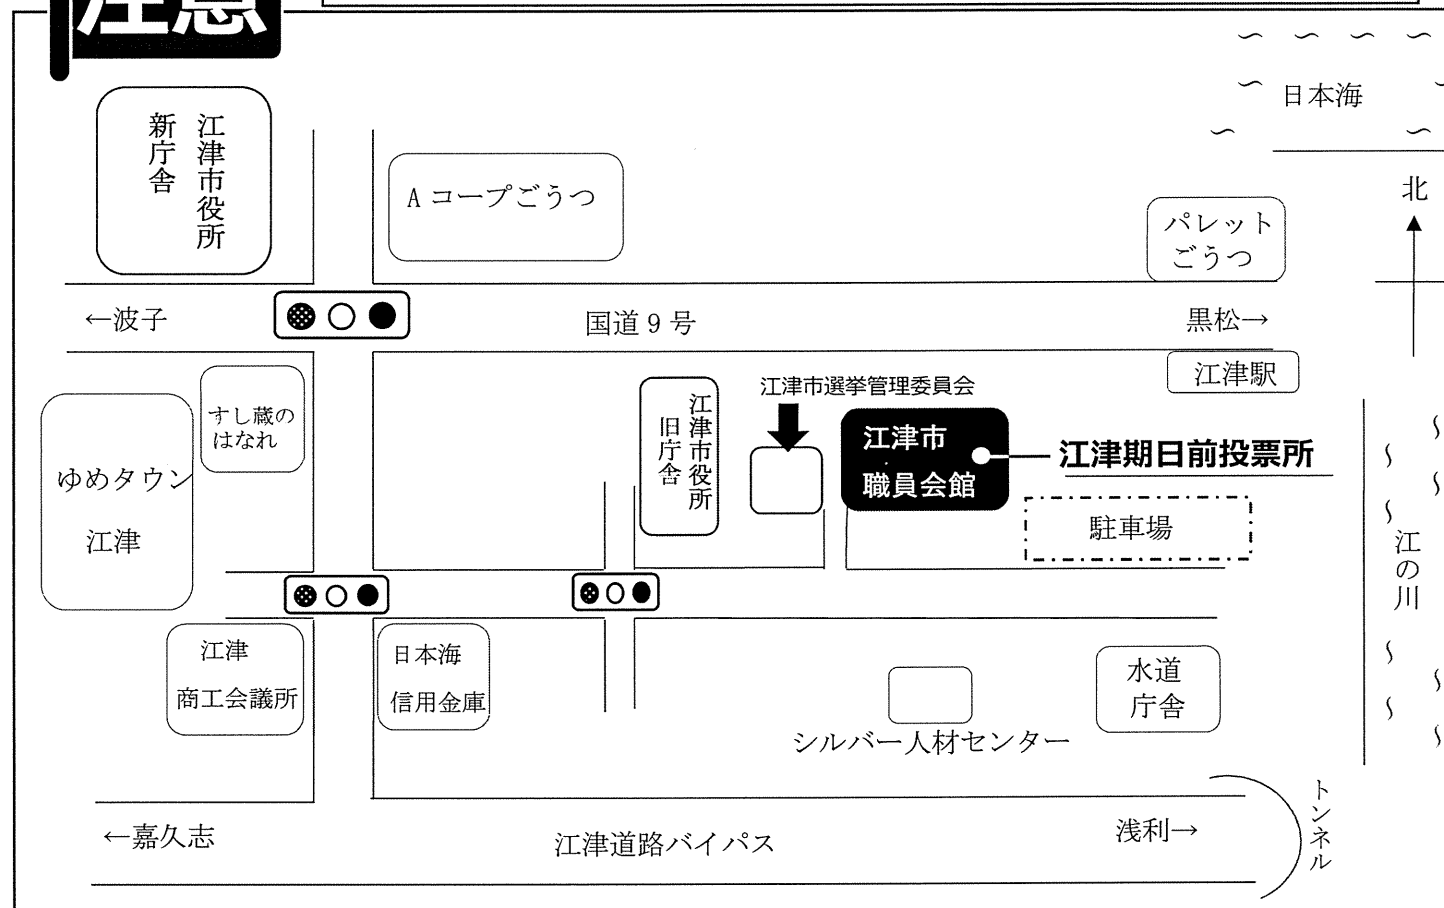 注意
日本海
北
江津市役所
新庁舎
Aコープごうつ
パレット
ごうつ
←波子
国道9号
黒松→
江津駅
すし蔵の
はなれ
ゆめタウン
江津
江津市役所
旧庁舎
江津市選挙管理委員会
江津市
職員会館
江津期日前投票所
駐車場
江の川
江津
商工会議所
日本海
信用金庫
シルバー人材センター
水道
庁舎
トンネル
←嘉久志
江津道路バイパス
浅利→